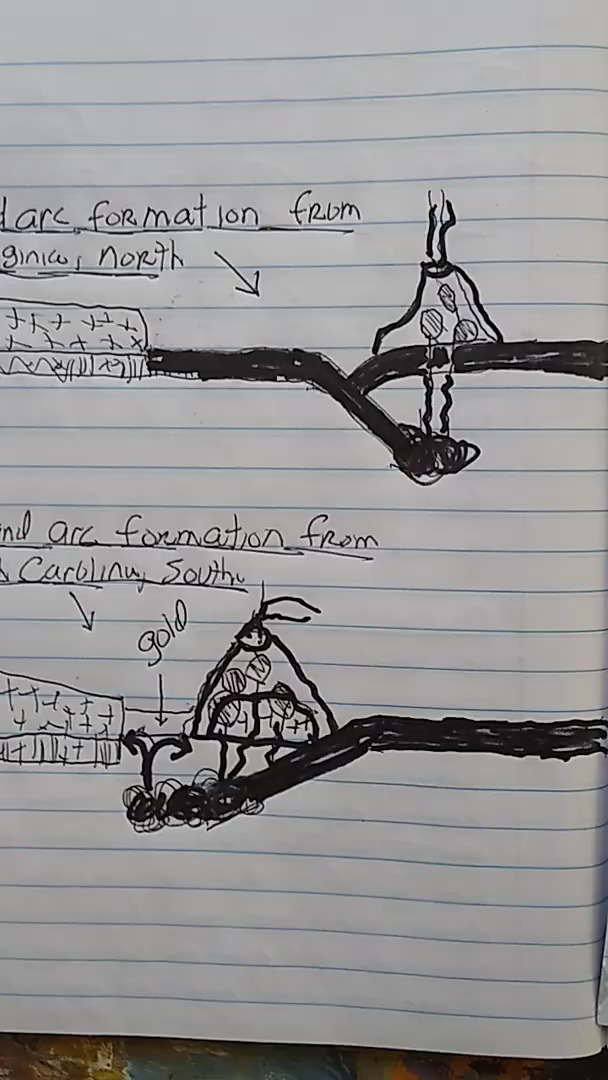 arc formation from
ginia, north
nd arc formation from
Carolina, South
gold